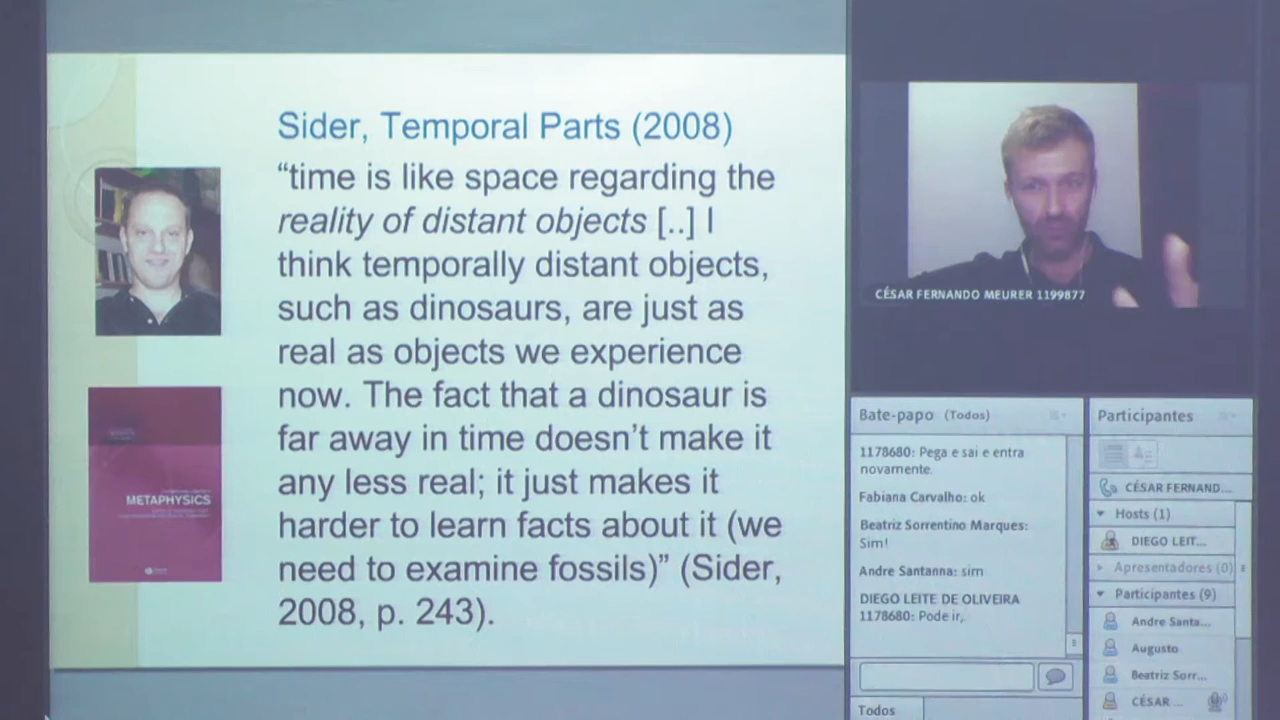 Sider, Temporal Parts (2008)
“time is like space regarding the
reality of distant objects [..] I
think temporally distant objects,
such as dinosaurs, are just as
real as objects we experience
now. The fact that a dinosaur is
far away in time doesn’t make it
any less real; it just makes it
harder to learn facts about it (we
need to examine fossils)” (Sider,
2008, p. 243).
METAPHYSICS
CÉSAR FERNANDO MEURER 1199877
Bate-papo (Todos)
1178680: Pega e sai e entra
novamente.
Fabiana Carvalho: ok
Beatriz Sorrentino Marques:
Sim!
Andre Santanna: sim
DIEGO LEITE DE OLIVEIRA
1178680: Pode ir,.
Todos
Participantes
CÉSAR FERNAND...
Hosts (1)
DIEGO LEIT...
Apresentadores (0)
Participantes (9)
Andre Santa...
Augusto
Beatriz Sorr...
CÉSAR ...